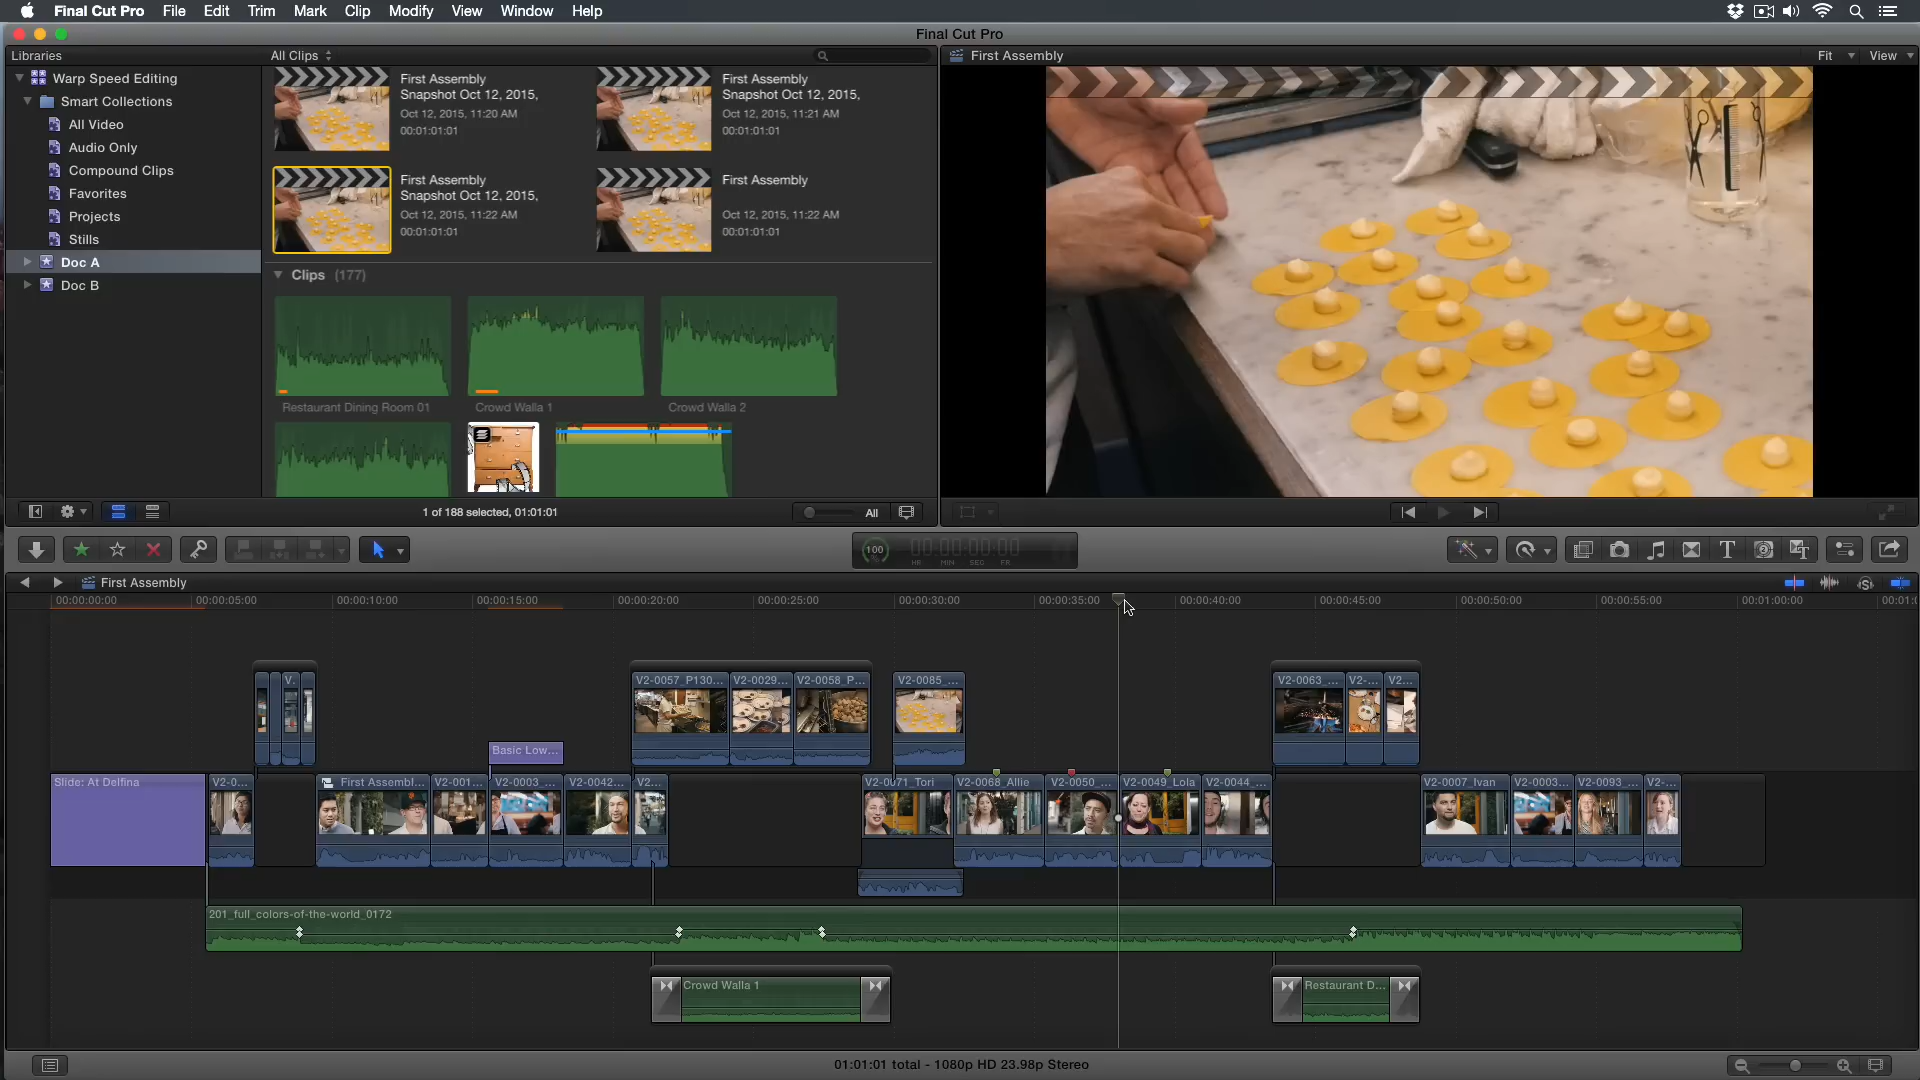 Final Cut Pro File Edit Trim Mark Clip Modify View Window Help
Final Cut Pro
Libraries
All Clips
First Assembly
Fit
View
Warp Speed Editing
Smart Collections
All Video
Audio Only
Compound Clips
Favorites
Projects
Stills
Doc A
Doc B
First Assembly
Snapshot Oct 12, 2015,
Oct 12, 2015, 11:20 AM
00:01:01:01
First Assembly
Snapshot Oct 12, 2015,
Oct 12, 2015, 11:21 AM
00:01:01:01
First Assembly
Snapshot Oct 12, 2015,
Oct 12, 2015, 11:22 AM
00:01:01:01
First Assembly
Oct 12, 2015, 11:22 AM
00:01:01:01
Clips (177)
Restaurant Dining Room 01
Crowd Walla 1
Crowd Walla 2
1 of 188 selected, 01:01:01
All
100
00:00:00:00
HR MIN SEC FR
First Assembly
00:00:00:00 00:00:05:00 00:00:10:00 00:00:15:00 00:00:20:00 00:00:25:00 00:00:30:00 00:00:35:00 00:00:40:00 00:00:45:00 00:00:50:00 00:00:55:00 00:01:00:00 00:01:
V. V2-0057_P130... V2-0029... V2-0058_P... V2-0085_... V2-0063_... V2-... V2...
Basic Low...
Slide: At Delfina V2-0... First Assembl... V2-001... V2-0003_... V2-0042... V2... V2-0071_Tori V2-0068_Allie V2-0050_... V2-0049_Lola V2-0044_... V2-0007_Ivan V2-0003... V2-0093_... V2-...
201_full_colors-of-the-world_0172
Crowd Walla 1
Restaurant D...
01:01:01 total - 1080p HD 23.98p Stereo